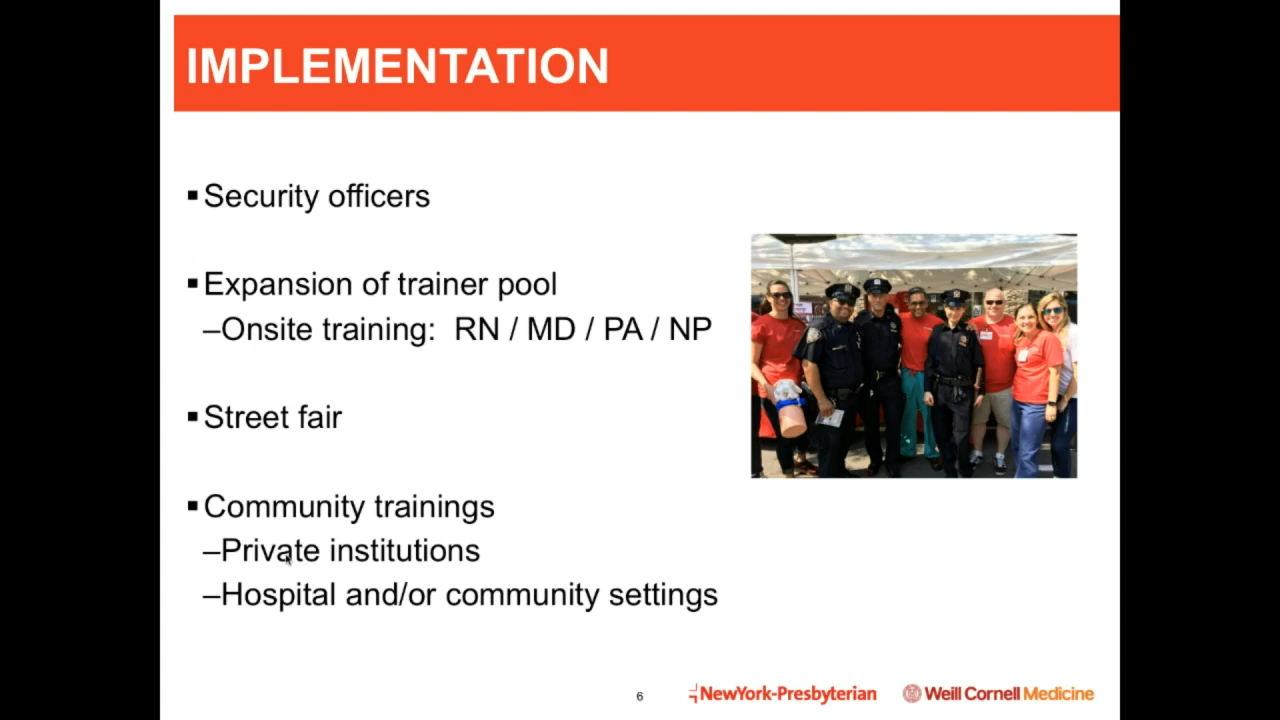 IMPLEMENTATION
▪Security officers
▪Expansion of trainer pool
–Onsite training:  RN / MD / PA / NP
▪Street fair
▪Community trainings
–Private institutions
–Hospital and/or community settings
6
NewYork-Presbyterian
Weill Cornell Medicine